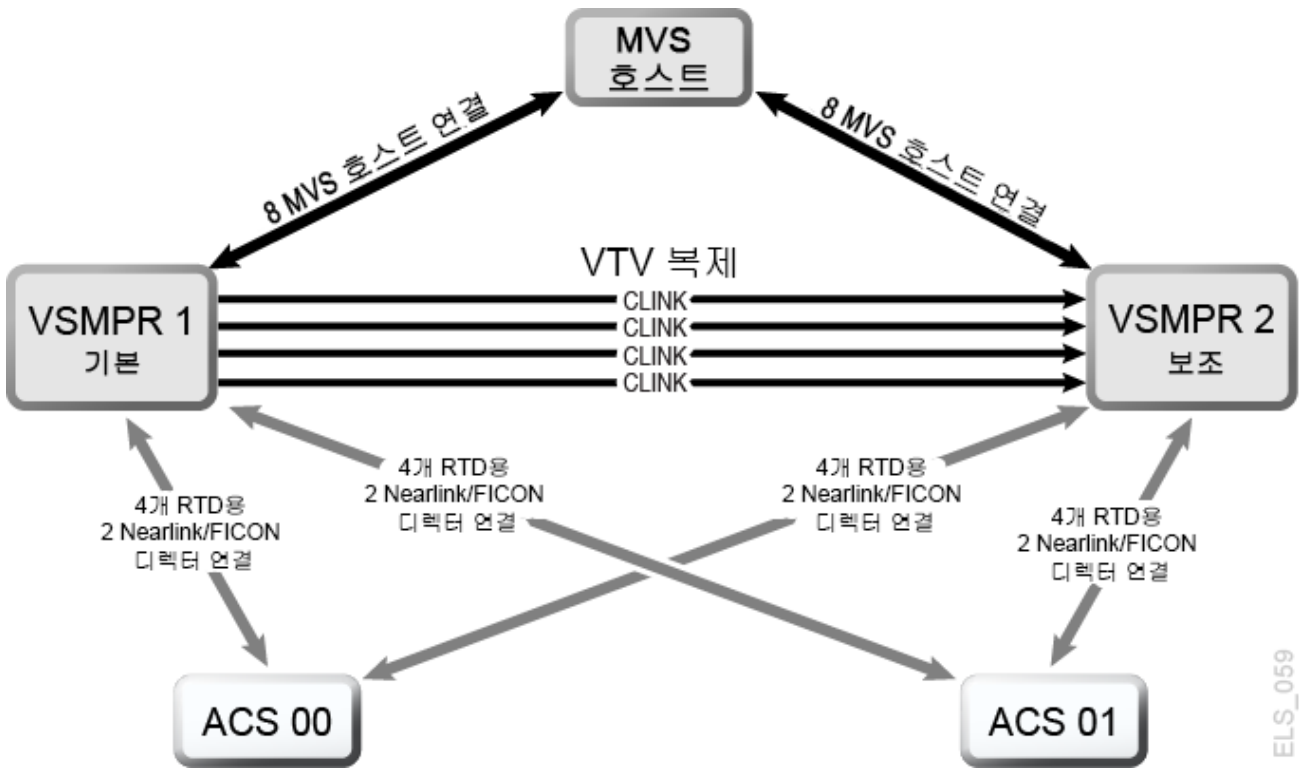 MVS
호스트
8 MVS 호스트 연결
8 MVS 호스트 연결
VTV 복제
VSMPR 1
기본
CLINK
CLINK
CLINK
CLINK
VSMPR 2
보조
4개 RTD용
2 Nearlink/FICON
디렉터 연결
4개 RTD용
2 Nearlink/FICON
디렉터 연결
4개 RTD용
2 Nearlink/FICON
디렉터 연결
4개 RTD용
2 Nearlink/FICON
디렉터 연결
ACS 00
ACS 01
ELS_059